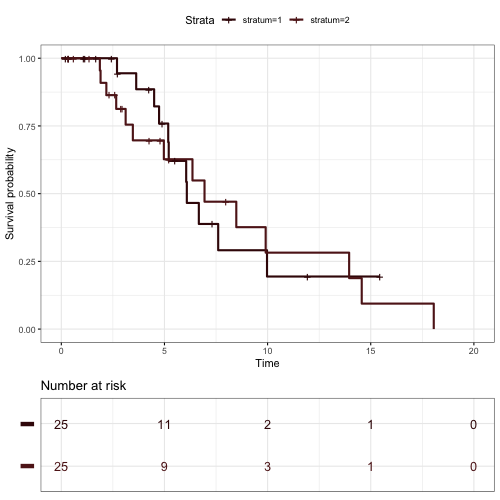 Strata stratum=1 stratum=2
1.00
0.75
0.50
0.25
0.00
Survival probability
0 5 10 15 20
Time
Number at risk
25 11 2 1 0
25 9 3 1 0